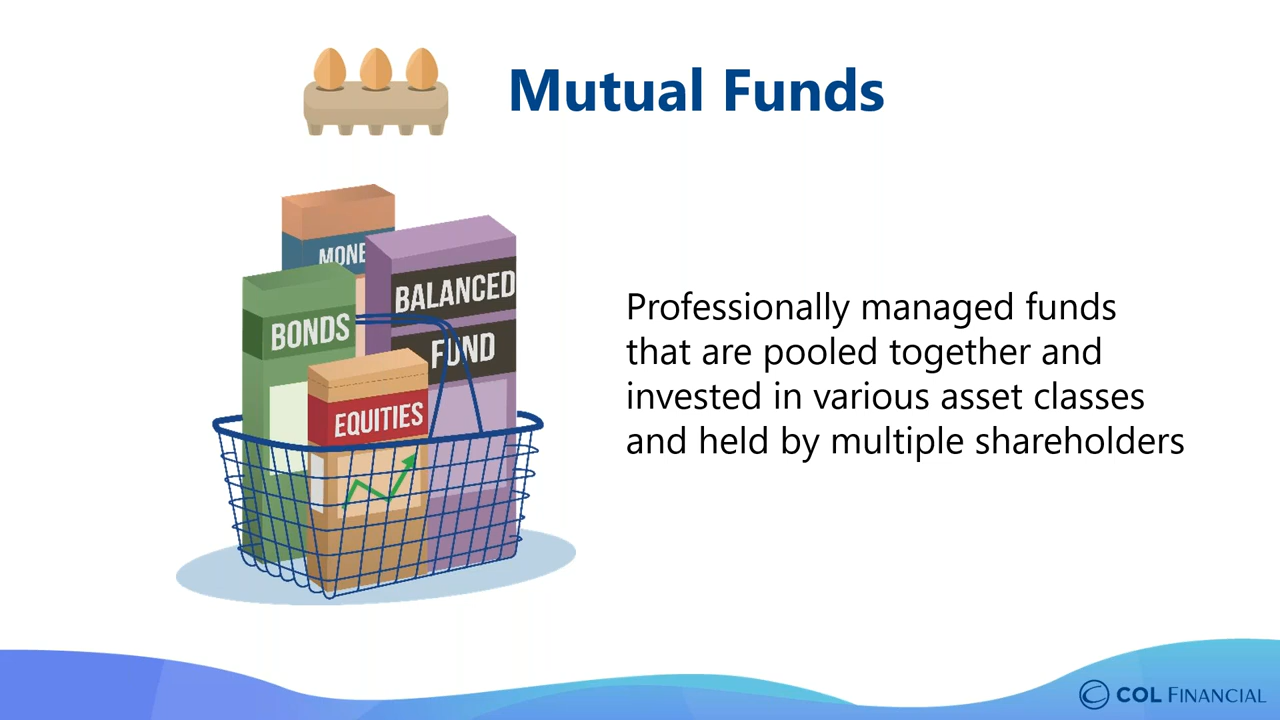 Mutual Funds
MONE
BALANCED
FUND
BONDS
EQUITIES
Professionally managed funds
that are pooled together and
invested in various asset classes
and held by multiple shareholders
COL FINANCIAL